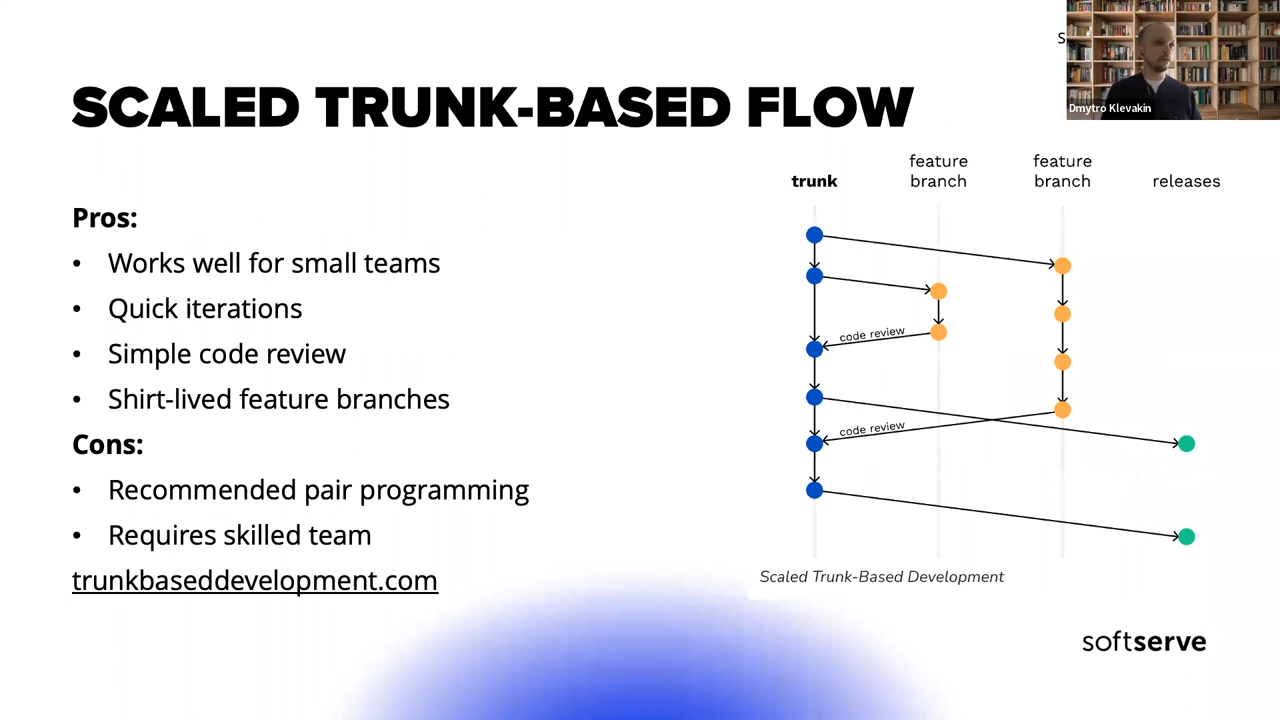 S
Dmytro Klevakin
SCALED TRUNK-BASED FLOW
Pros:
• Works well for small teams
• Quick iterations
• Simple code review
• Shirt-lived feature branches
Cons:
• Recommended pair programming
• Requires skilled team
trunkbaseddevelopment.com
trunk
feature
branch
feature
branch
releases
code review
code review
Scaled Trunk-Based Development
softserve